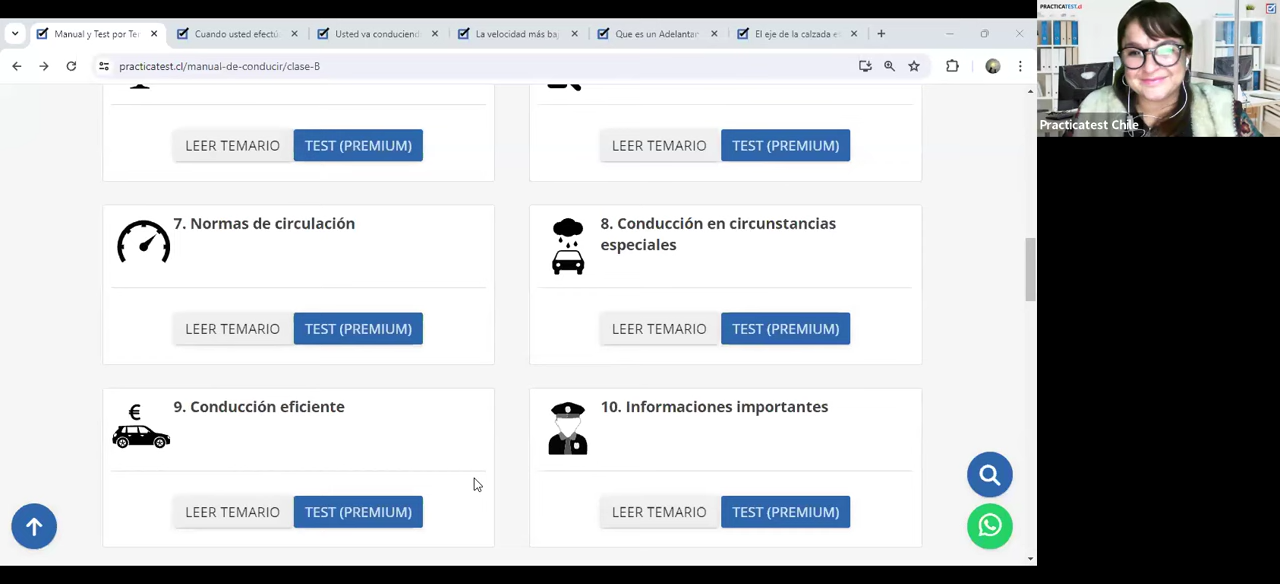 Manual y Test por Te
Cuando usted efectú
Usted va conduciend
La velocidad más ba
Que es un Adelantar
El eje de la calzada e
practicatest.cl/manual-de-conducir/clase-B
PRACTICATEST.cl
Practicatest Chile
LEER TEMARIO TEST (PREMIUM)
LEER TEMARIO TEST (PREMIUM)
7. Normas de circulación
LEER TEMARIO TEST (PREMIUM)
8. Conducción en circunstancias
especiales
LEER TEMARIO TEST (PREMIUM)
9. Conducción eficiente
LEER TEMARIO TEST (PREMIUM)
10. Informaciones importantes
LEER TEMARIO TEST (PREMIUM)